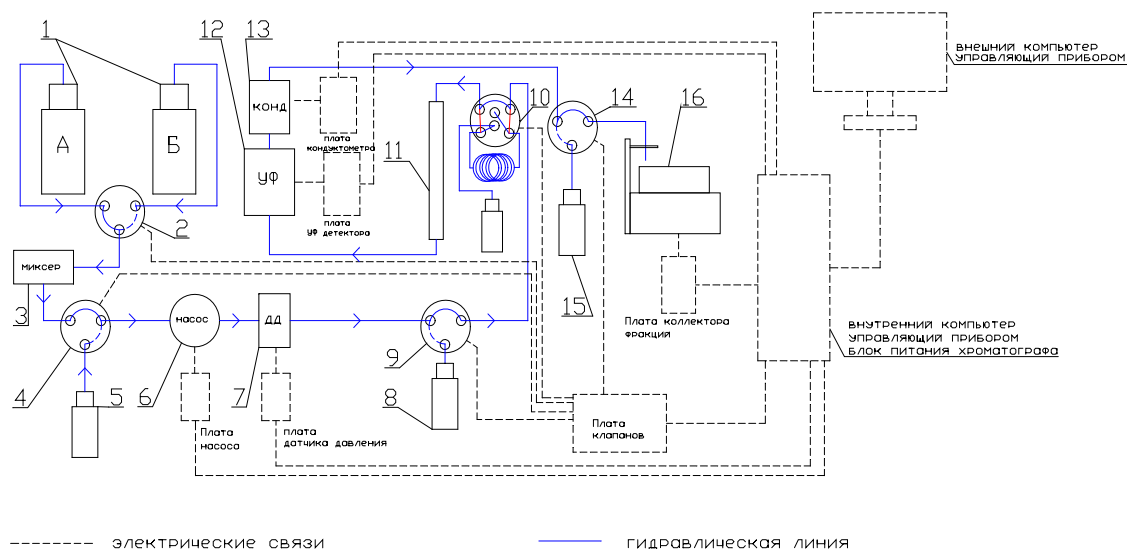 1
12
13
А
Б
КОНД
плата
кондуктометра
10
14
16
внешний компьютер
управляющий прибором
УФ
11
плата
УФ детектора
2
миксер
3
15
Плата коллектора
фракций
внутренний компьютер
управляющий прибором
блок питания хроматографа
насос
ДД
9
4
5
6
7
8
Плата
насоса
плата
датчика давления
Плата
клапанов
электрические связи
гидравлическая линия